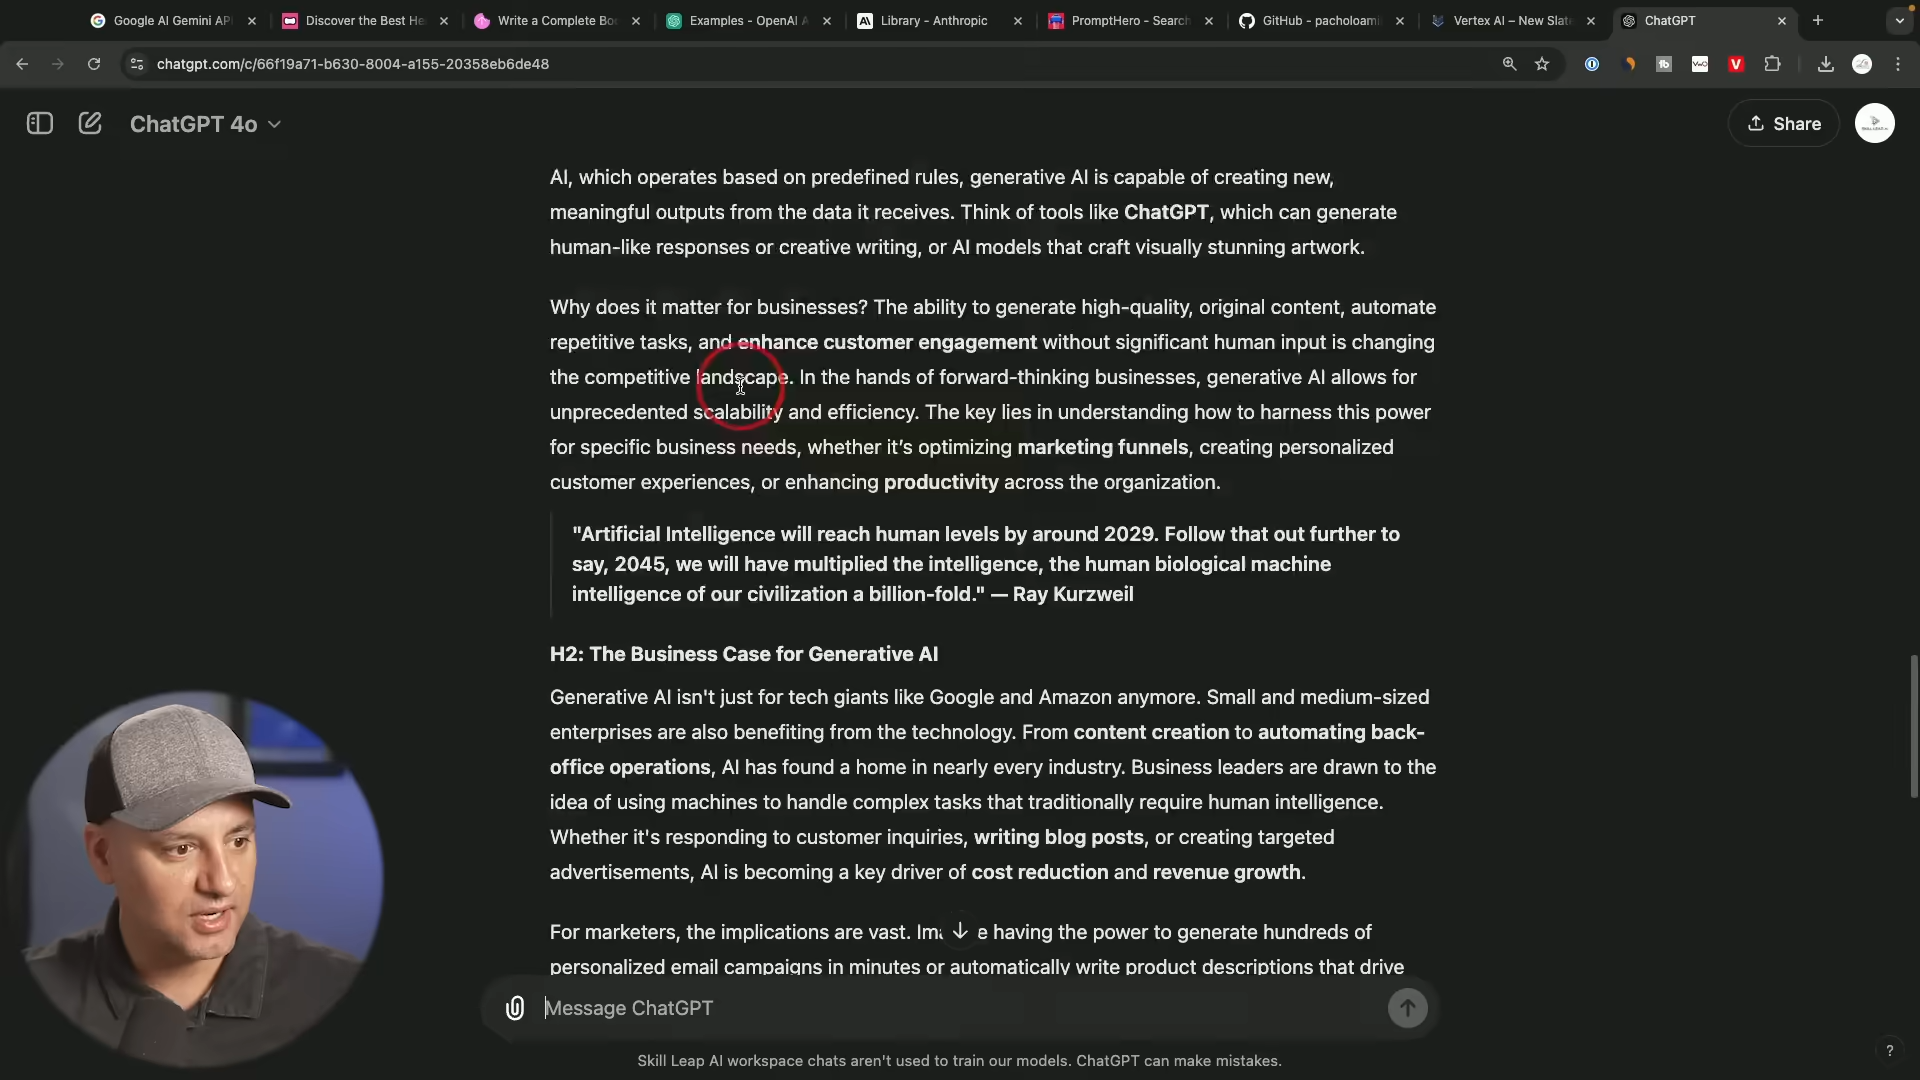 Google AI Gemini AP
Discover the Best He
Write a Complete Bo
Examples - OpenAI A
Library - Anthropic
PromptHero - Search
GitHub - pacholoami
Vertex AI – New Slat
ChatGPT
chatgpt.com/c/66f19a71-b630-8004-a155-20358eb6de48
ChatGPT 4o
Share
AI, which operates based on predefined rules, generative AI is capable of creating new,
meaningful outputs from the data it receives. Think of tools like ChatGPT, which can generate
human-like responses or creative writing, or AI models that craft visually stunning artwork.
Why does it matter for businesses? The ability to generate high-quality, original content, automate
repetitive tasks, and enhance customer engagement without significant human input is changing
the competitive landscape. In the hands of forward-thinking businesses, generative AI allows for
unprecedented scalability and efficiency. The key lies in understanding how to harness this power
for specific business needs, whether it’s optimizing marketing funnels, creating personalized
customer experiences, or enhancing productivity across the organization.
"Artificial Intelligence will reach human levels by around 2029. Follow that out further to
say, 2045, we will have multiplied the intelligence, the human biological machine
intelligence of our civilization a billion-fold." — Ray Kurzweil
H2: The Business Case for Generative AI
Generative AI isn't just for tech giants like Google and Amazon anymore. Small and medium-sized
enterprises are also benefiting from the technology. From content creation to automating back-
office operations, AI has found a home in nearly every industry. Business leaders are drawn to the
idea of using machines to handle complex tasks that traditionally require human intelligence.
Whether it's responding to customer inquiries, writing blog posts, or creating targeted
advertisements, AI is becoming a key driver of cost reduction and revenue growth.
For marketers, the implications are vast. Ima e having the power to generate hundreds of
personalized email campaigns in minutes or automatically write product descriptions that drive
Message ChatGPT
Skill Leap AI workspace chats aren't used to train our models. ChatGPT can make mistakes.
?